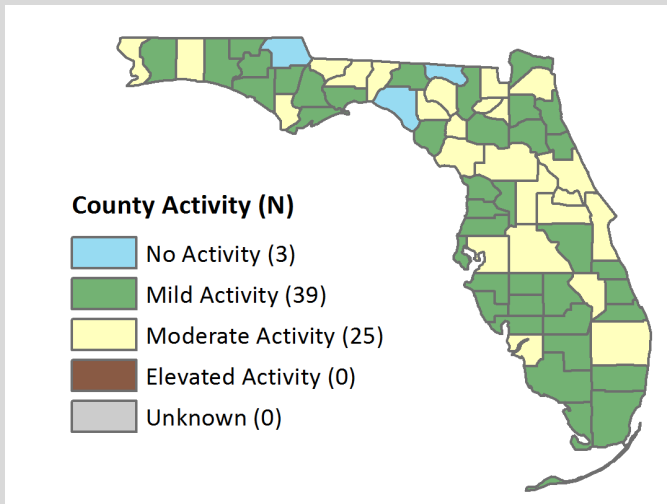 County Activity (N)
No Activity (3)
Mild Activity (39)
Moderate Activity (25)
Elevated Activity (0)
Unknown (0)